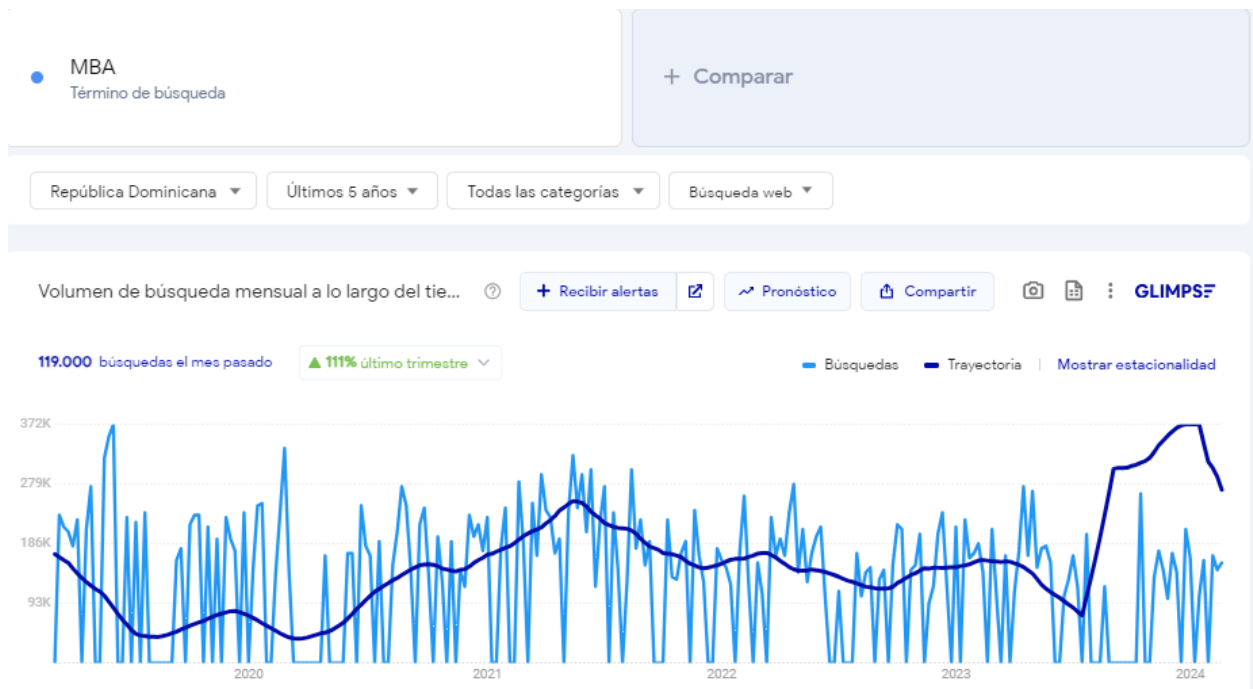 MBA
Término de búsqueda
+ Comparar
República Dominicana
Últimos 5 años
Todas las categorías
Búsqueda web
Volumen de búsqueda mensual a lo largo del tie...
+ Recibir alertas
Pronóstico
Compartir
GLIMPSE
119.000 búsquedas el mes pasado
111% último trimestre
Búsquedas
Trayectoria
Mostrar estacionalidad
372K
279K
186K
93K
2020 2021 2022 2023 2024